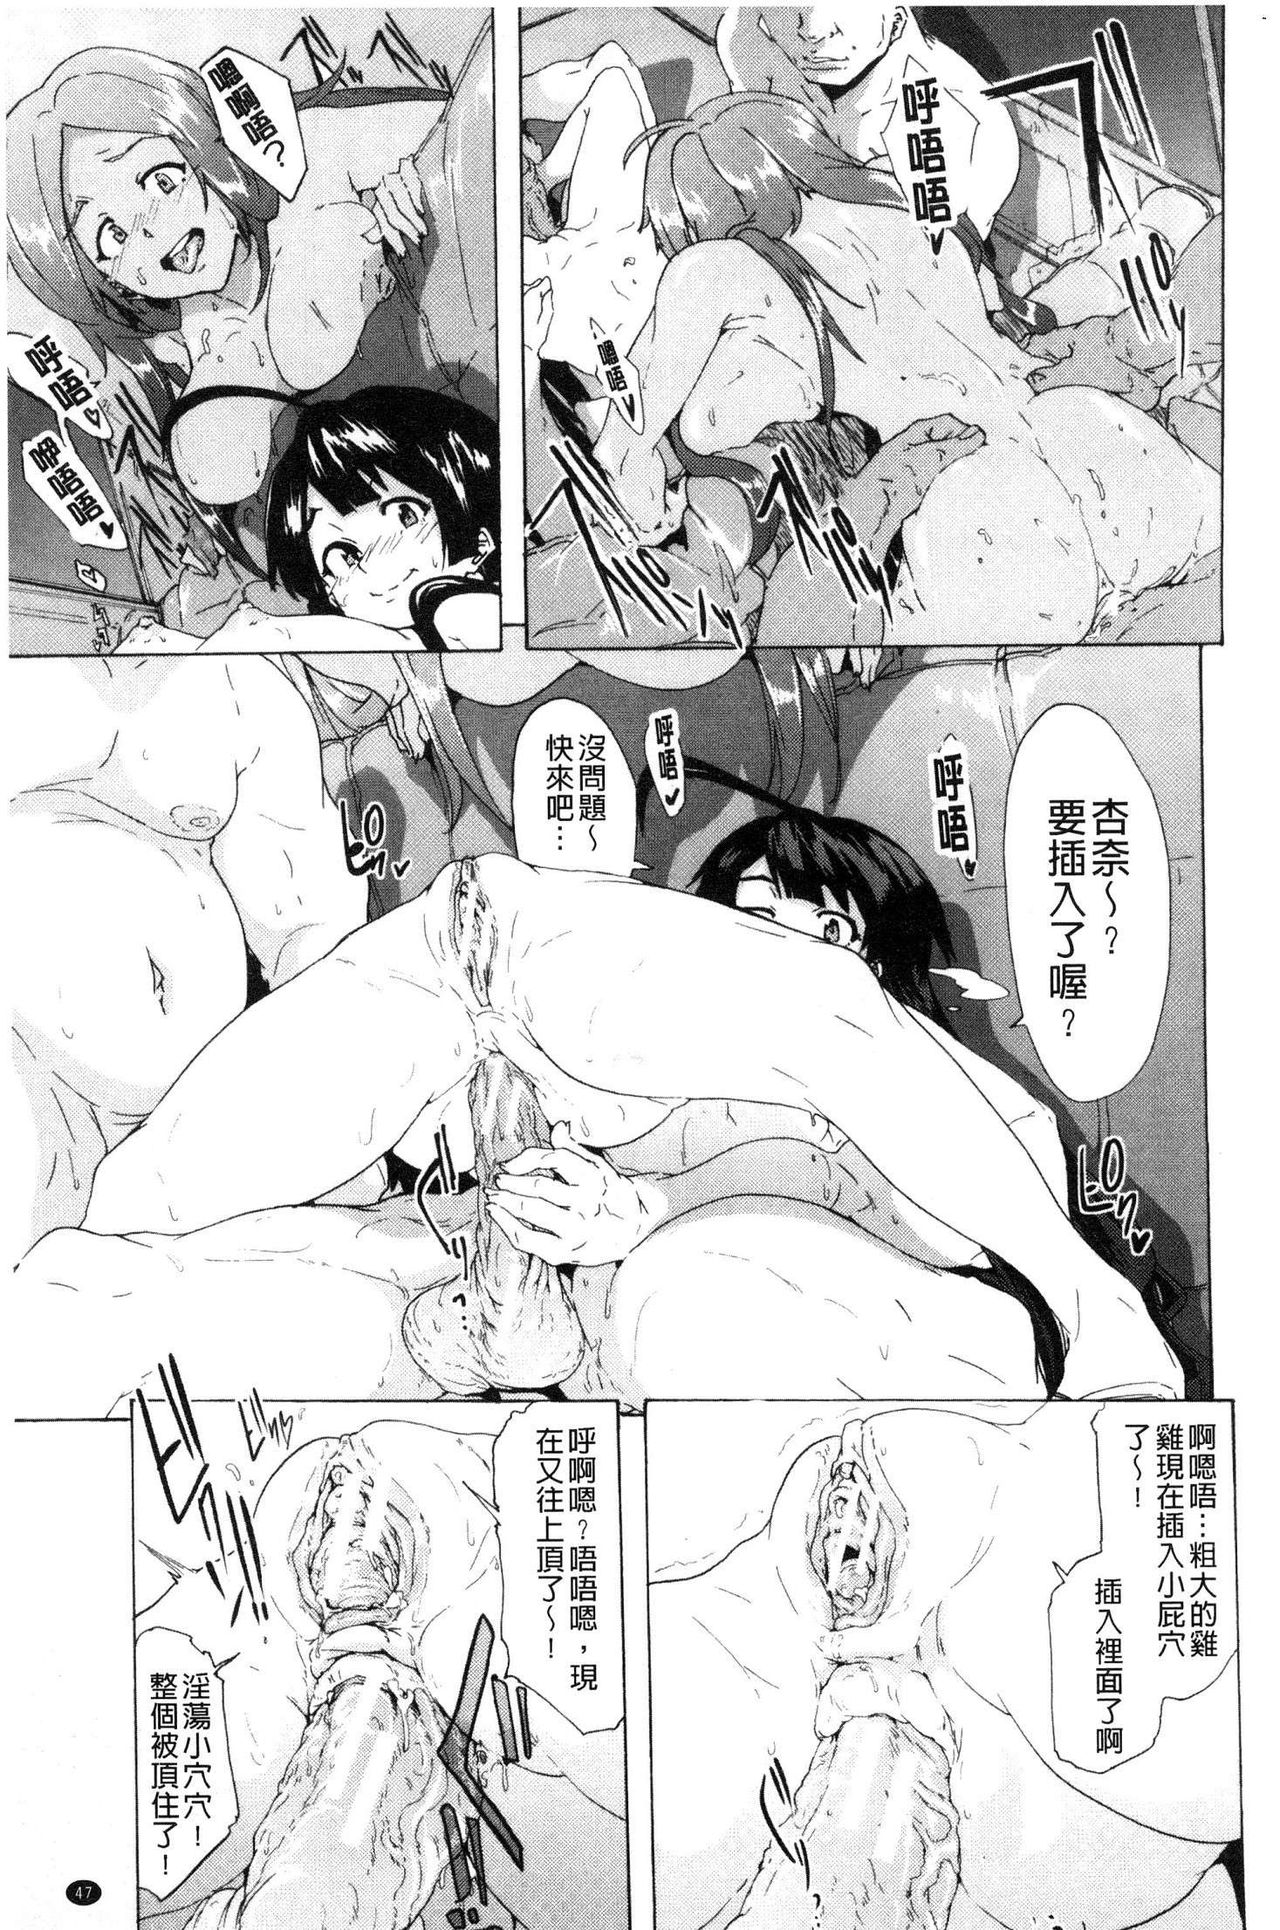 呼唔唔
嗯唔
嗯啊唔?
呼唔
咿唔唔
杏奈～?
要插入了喔?
呼唔
呼唔
沒問題～
快來吧…
啊嗯唔…粗大的雞
雞現在插入小屁穴
了～!
插入裡面了啊
呼啊嗯?唔唔嗯,現
在又往上頂了～!
淫蕩小穴穴!
整個被頂住了!
47